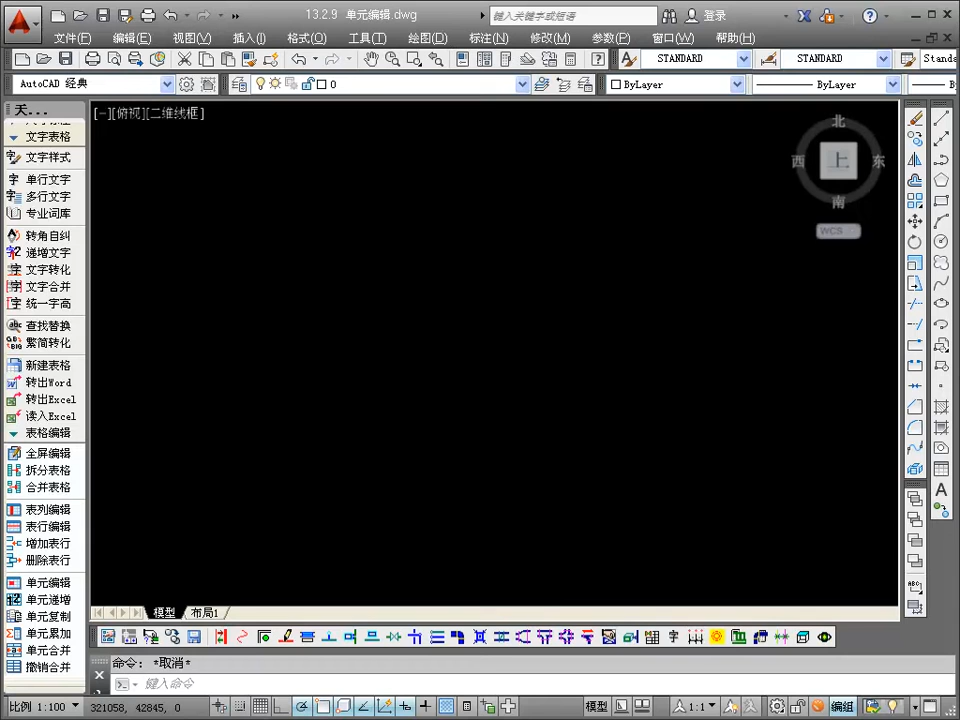 13.2.9 单元编辑.dwg
键入关键字或短语
登录
文件(F) 编辑(E) 视图(V) 插入(I) 格式(O) 工具(T) 绘图(D) 标注(N) 修改(M) 参数(P) 窗口(W) 帮助(H)
STANDARD STANDARD Standa
AutoCAD 经典 0 ByLayer ByLayer
[-][俯视][二维线框]
北
西 上 东
南
WCS
天...
文字表格
文字样式
单行文字
多行文字
专业词库
转角自纠
递增文字
文字转化
文字合并
统一字高
查找替换
繁简转化
新建表格
转出Word
转出Excel
读入Excel
表格编辑
全屏编辑
拆分表格
合并表格
表列编辑
表行编辑
增加表行
删除表行
单元编辑
单元递增
单元复制
单元累加
单元合并
撤销合并
模型 布局1
命令: *取消*
键入命令
比例 1:100 321058, 42845, 0 模型 1:1 编组